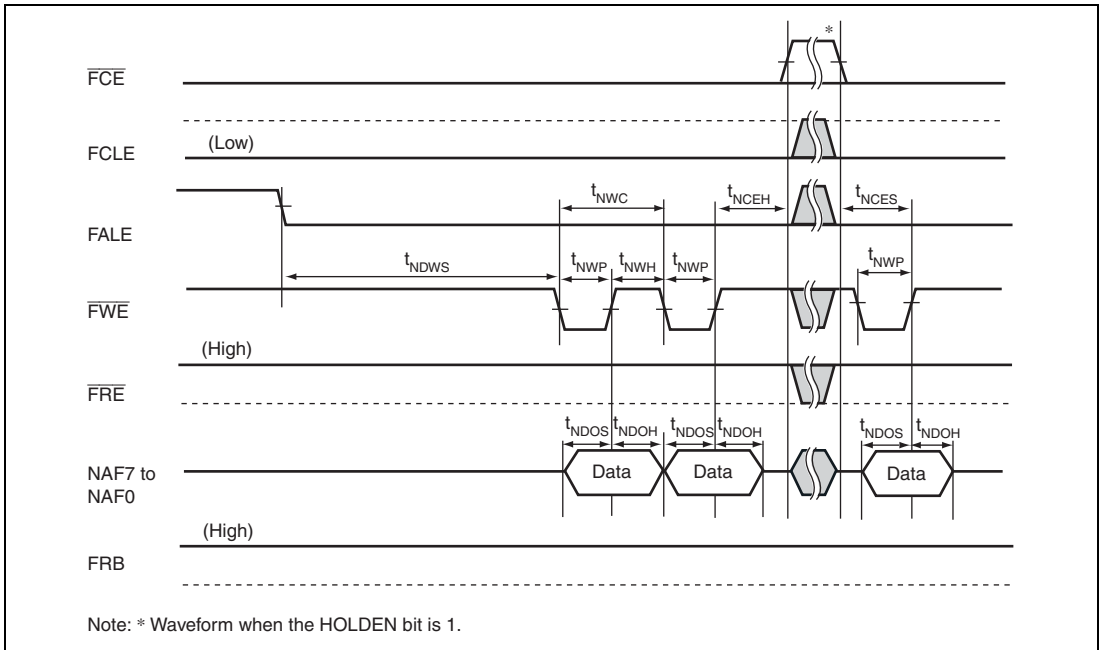 *
FCE
(Low)
FCLE
tNWC
tNCEH
tNCES
FALE
tNDWS
tNWP
tNWH
tNWP
tNWP
FWE
(High)
FRE
tNDOS
tNDOH
tNDOS
tNDOH
tNDOS
tNDOH
NAF7 to
NAF0
Data
Data
Data
(High)
FRB
Note: * Waveform when the HOLDEN bit is 1.